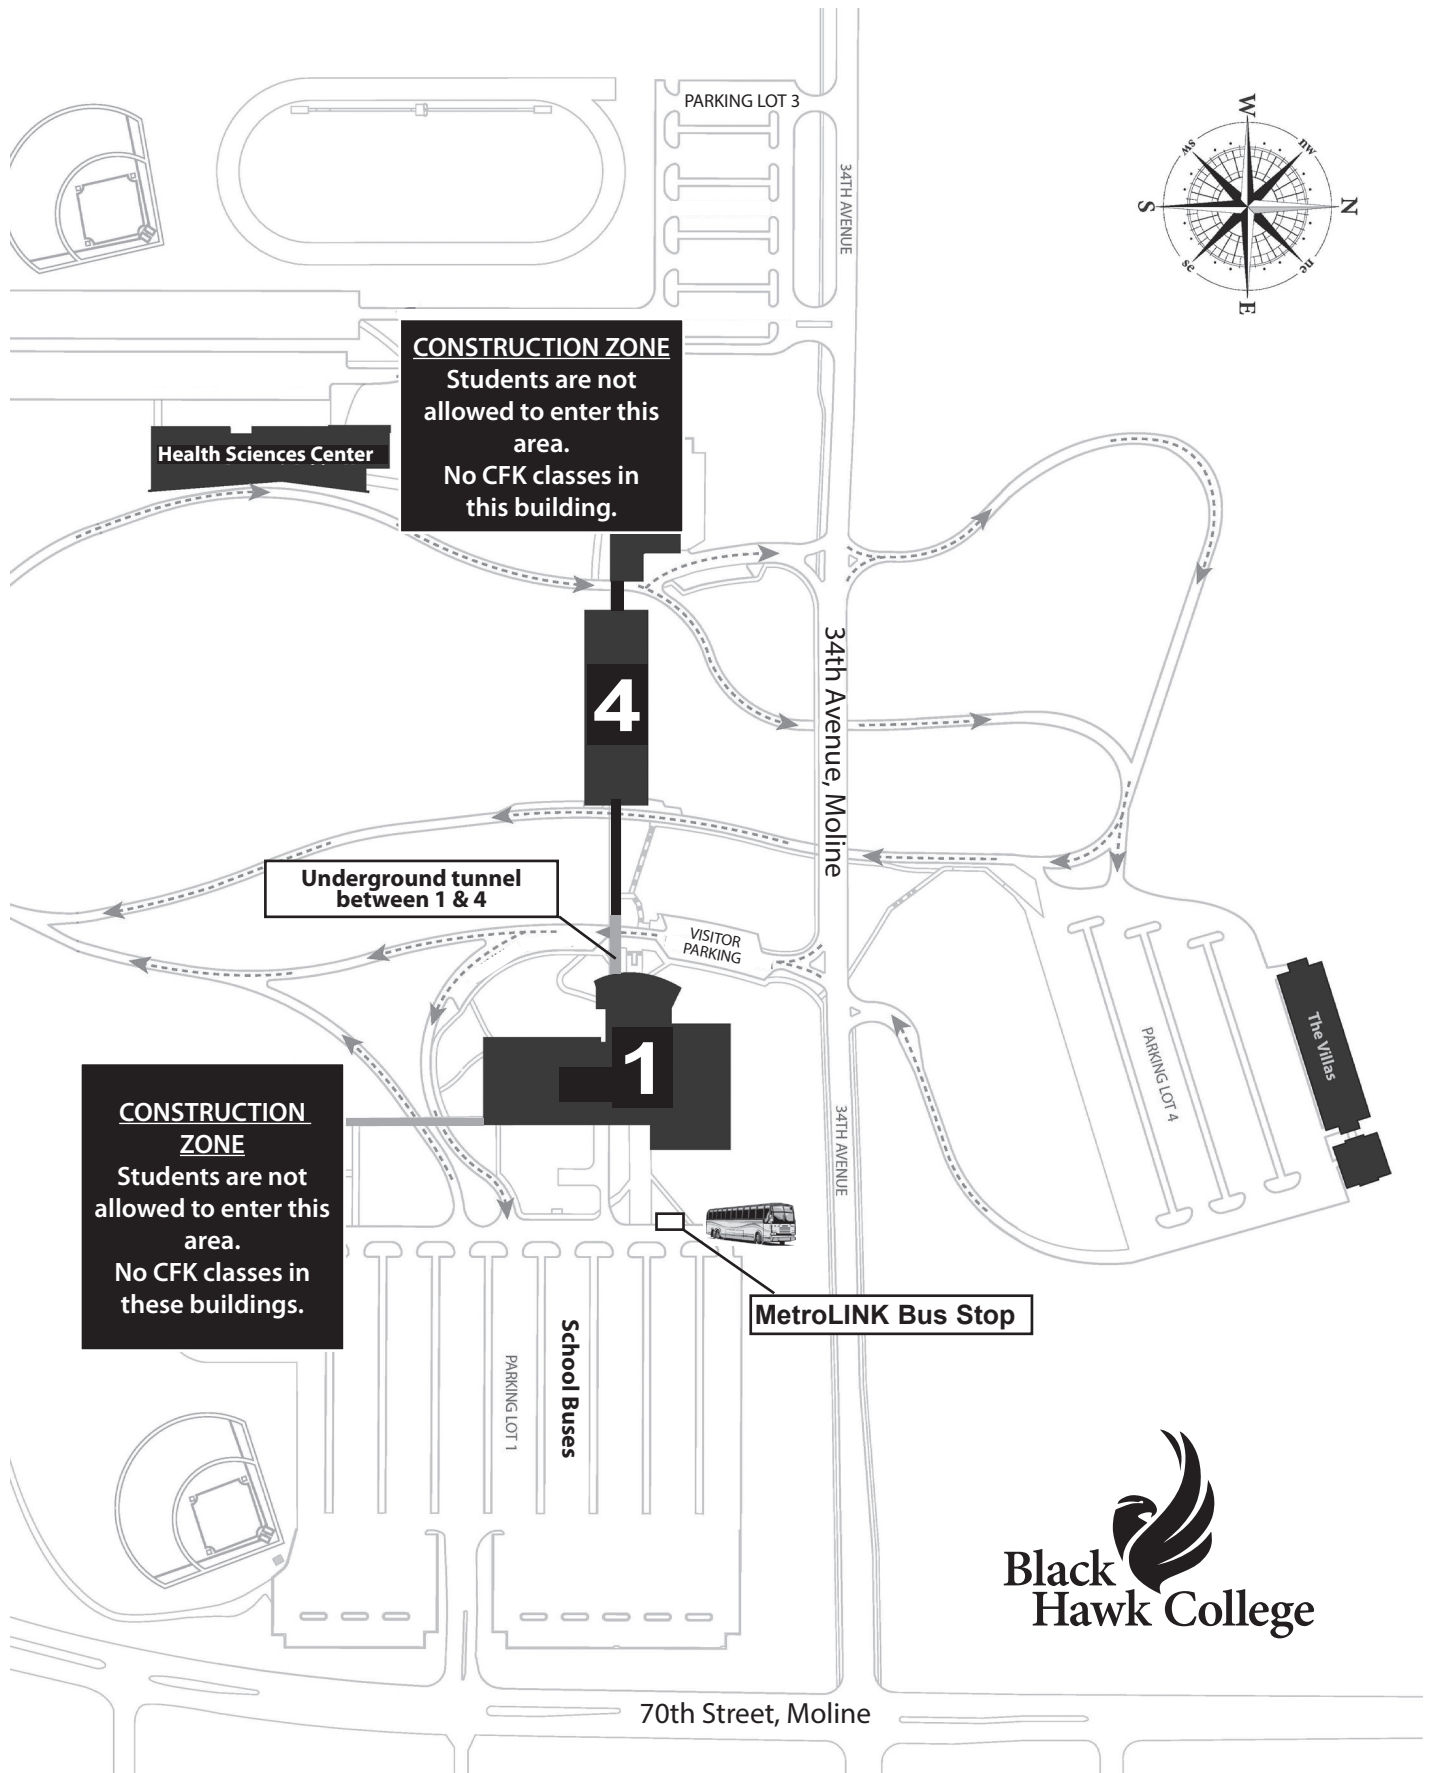 PARKING LOT 3
W
sw
nw
S
N
se
ne
E
34TH AVENUE
CONSTRUCTION ZONE
Students are not
allowed to enter this
area.
No CFK classes in
this building.
Health Sciences Center
4
34th Avenue, Moline
Underground tunnel
between 1 & 4
VISITOR
PARKING
The Villas
PARKING LOT 4
1
34TH AVENUE
CONSTRUCTION
ZONE
Students are not
allowed to enter this
area.
No CFK classes in
these buildings.
MetroLINK Bus Stop
School Buses
PARKING LOT 1
Black
Hawk College
70th Street, Moline